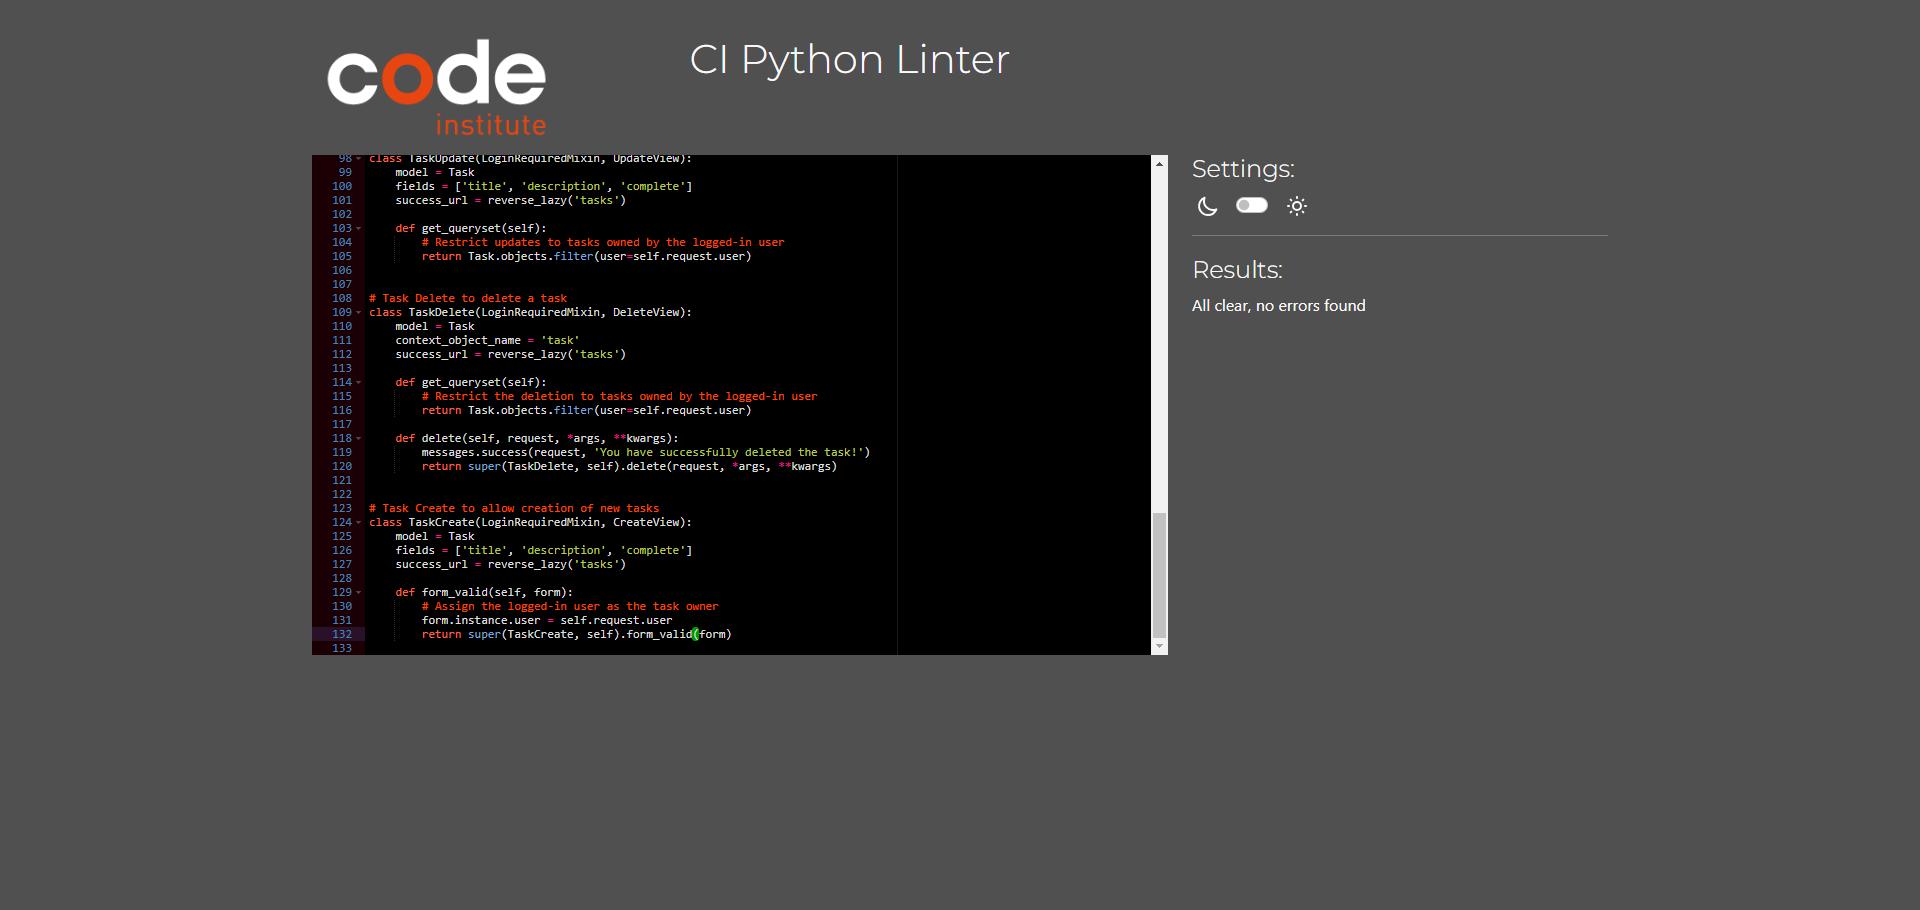 code
institute
CI Python Linter
98 class TaskUpdate(LoginRequiredMixin, UpdateView):
99     model = Task
100     fields = ['title', 'description', 'complete']
101     success_url = reverse_lazy('tasks')
102
103     def get_queryset(self):
104         # Restrict updates to tasks owned by the logged-in user
105         return Task.objects.filter(user=self.request.user)
106
107
108 # Task Delete to delete a task
109 class TaskDelete(LoginRequiredMixin, DeleteView):
110     model = Task
111     context_object_name = 'task'
112     success_url = reverse_lazy('tasks')
113
114     def get_queryset(self):
115         # Restrict the deletion to tasks owned by the logged-in user
116         return Task.objects.filter(user=self.request.user)
117
118     def delete(self, request, *args, **kwargs):
119         messages.success(request, 'You have successfully deleted the task!')
120         return super(TaskDelete, self).delete(request, *args, **kwargs)
121
122
123 # Task Create to allow creation of new tasks
124 class TaskCreate(LoginRequiredMixin, CreateView):
125     model = Task
126     fields = ['title', 'description', 'complete']
127     success_url = reverse_lazy('tasks')
128
129     def form_valid(self, form):
130         # Assign the logged-in user as the task owner
131         form.instance.user = self.request.user
132         return super(TaskCreate, self).form_valid(form)
133
Settings:
Results:
All clear, no errors found